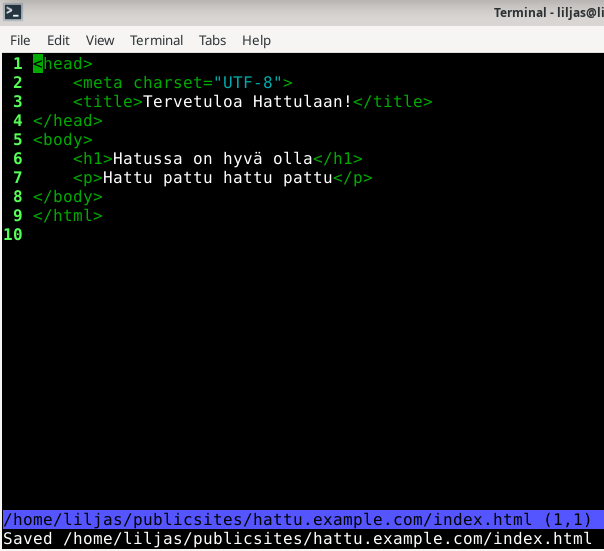 Terminal - liljas@li
File Edit View Terminal Tabs Help
1 <head>
2     <meta charset="UTF-8">
3     <title>Tervetuloa Hattulaan!</title>
4 </head>
5 <body>
6     <h1>Hatussa on hyvä olla</h1>
7     <p>Hattu pattu hattu pattu</p>
8 </body>
9 </html>
10
/home/liljas/publicsites/hattu.example.com/index.html (1,1)
Saved /home/liljas/publicsites/hattu.example.com/index.html